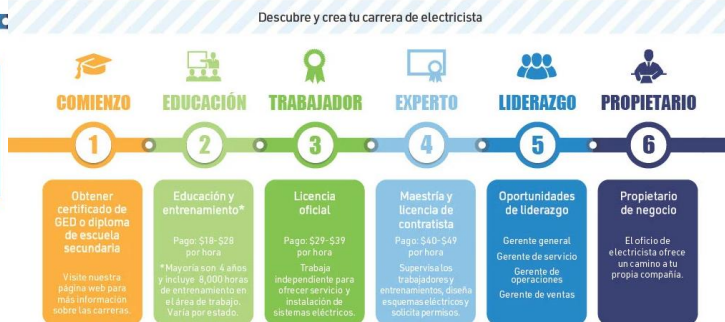 Descubre y crea tu carrera de electricista
COMIENZO
EDUCACIÓN
TRABAJADOR
EXPERTO
LIDERAZGO
PROPIETARIO
1
2
3
4
5
6
Obtener
certificado de
GED o diploma
de escuela
secundaria
Visite nuestra
página web para
más información
sobre las carreras.
Educación y
entrenamiento*
Pago: $18-$28
por hora
*Mayoría son 4 años
y incluye 8,000 horas
de entrenamiento en
el área de trabajo.
Varía por estado.
Licencia
oficial
Pago: $29-$39
por hora
Trabaja
independiente para
ofrecer servicio y
instalación de
sistemas eléctricos.
Maestría y
licencia de
contratista
Pago: $40-$49
por hora
Supervisa los
trabajadores y
entrenamientos, diseña
esquemas eléctricos y
solicita permisos.
Oportunidades
de liderazgo
Gerente general
Gerente de servicio
Gerente de
operaciones
Gerente de ventas
Propietario
de negocio
El oficio de
electricista ofrece
un camino a tu
propia compañía.